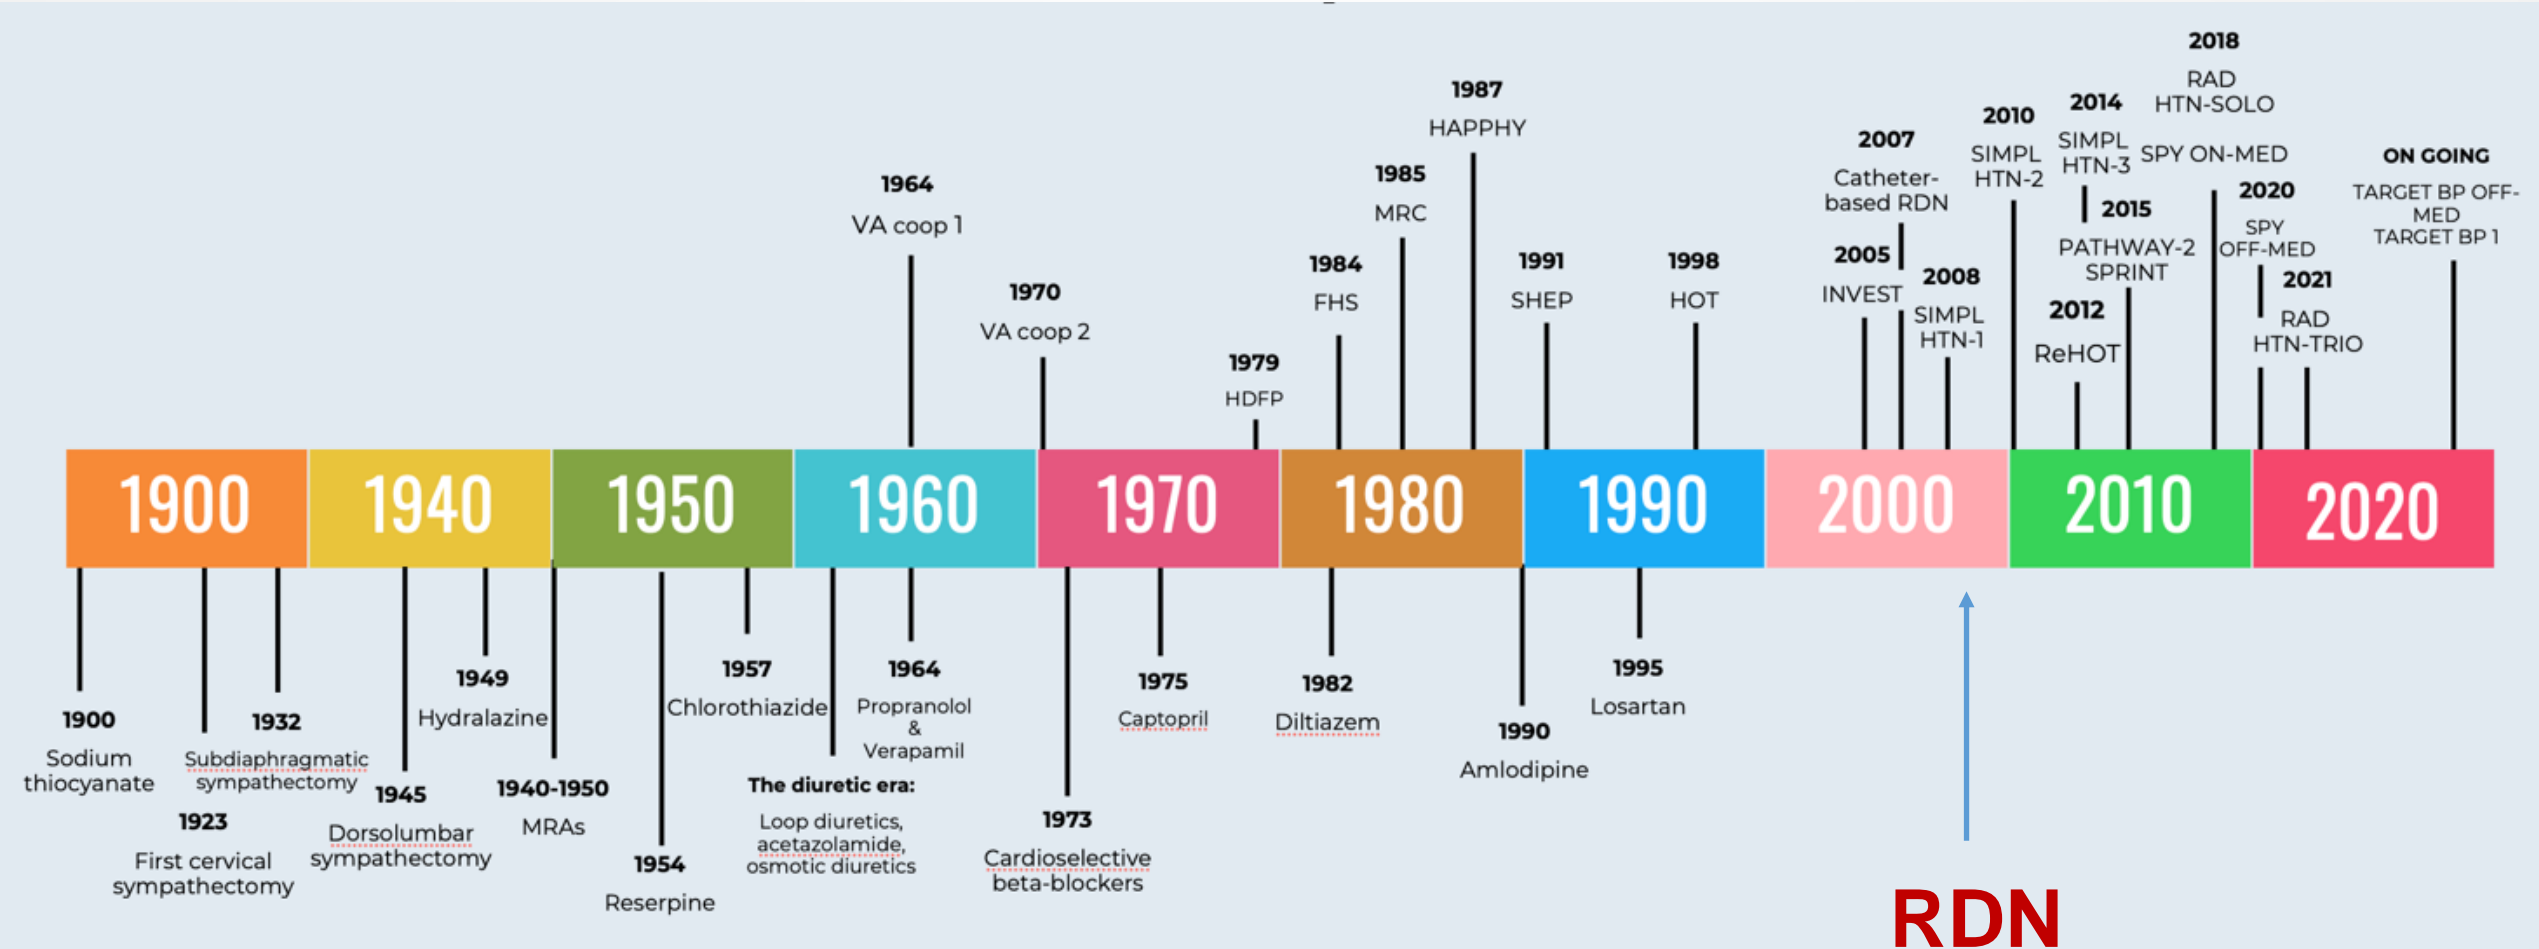 2018
RAD
HTN-SOLO
SPY ON-MED
1987
HAPPHY
2014
SIMPL
HTN-3
2010
SIMPL
HTN-2
2007
Catheter-
based RDN
ON GOING
TARGET BP OFF-
MED
TARGET BP 1
1964
VA coop 1
1985
MRC
2020
SPY
OFF-MED
2015
PATHWAY-2
SPRINT
1970
VA coop 2
1984
FHS
1991
SHEP
1998
HOT
2005
INVEST
2008
SIMPL
HTN-1
2012
ReHOT
2021
RAD
HTN-TRIO
1979
HDFP
1900
1940
1950
1960
1970
1980
1990
2000
2010
2020
1900
Sodium
thiocyanate
1923
First cervical
sympathectomy
1932
Subdiaphragmatic
sympathectomy
1945
Dorsolumbar
sympathectomy
1949
Hydralazine
1940-1950
MRAs
1954
Reserpine
1957
Chlorothiazide
The diuretic era:
Loop diuretics,
acetazolamide,
osmotic diuretics
1964
Propranolol
&
Verapamil
1973
Cardioselective
beta-blockers
1975
Captopril
1982
Diltiazem
1990
Amlodipine
1995
Losartan
RDN